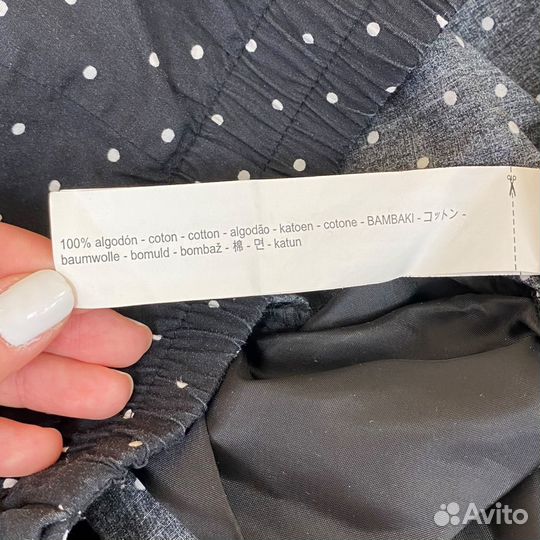 100% algodón - coton - cotton - algodão - katoen - cotone - BAMBAKI - コットン -
baumwolle - bomuld - bombaž - 棉 - 면 - katun
Avito